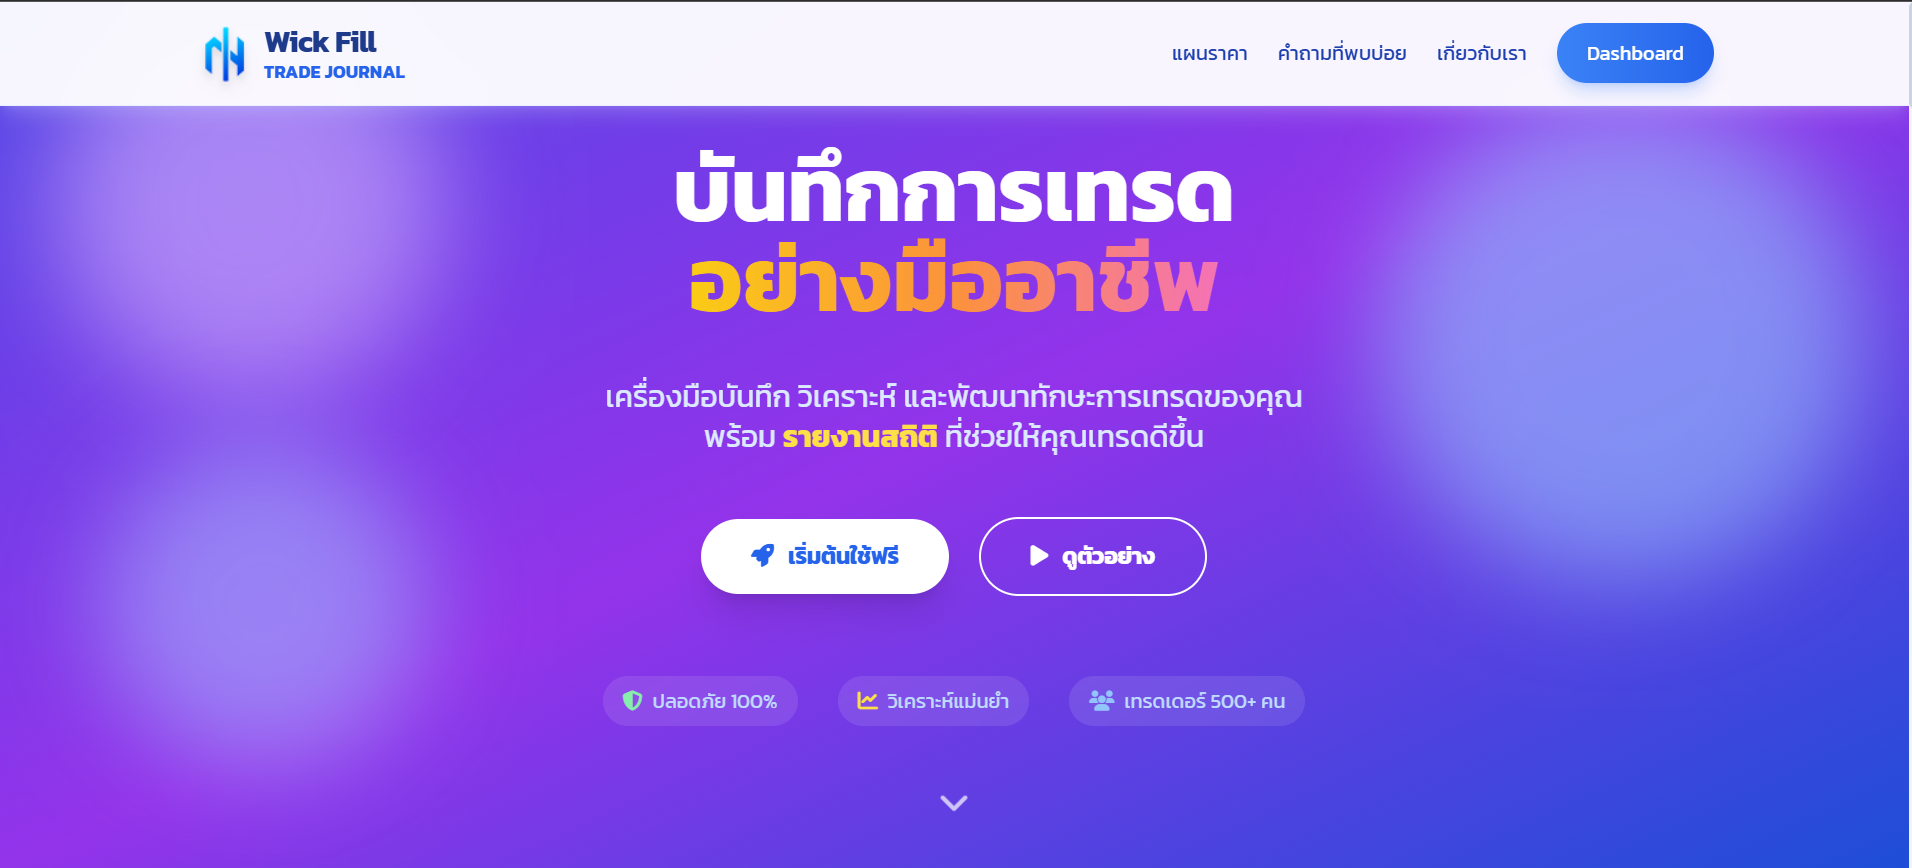 Wick Fill
TRADE JOURNAL
แผนราคา
คำถามที่พบบ่อย
เกี่ยวกับเรา
Dashboard
บันทึกการเทรด
อย่างมืออาชีพ
เครื่องมือบันทึก วิเคราะห์ และพัฒนาทักษะการเทรดของคุณ
พร้อม รายงานสถิติ ที่ช่วยให้คุณเทรดดีขึ้น
เริ่มต้นใช้ฟรี
ดูตัวอย่าง
ปลอดภัย 100%
วิเคราะห์แม่นยำ
เทรดเดอร์ 500+ คน